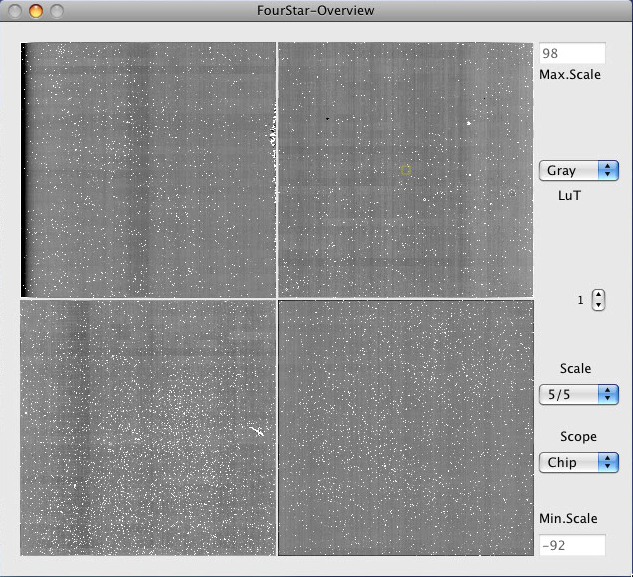 FourStar-Overview
98
Max.Scale
Gray
LuT
1
Scale
5/5
Scope
Chip
Min.Scale
-92